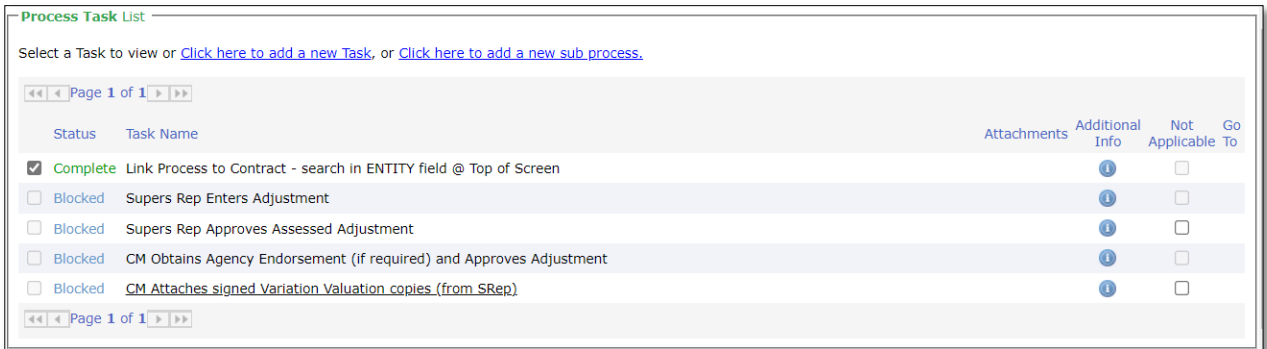 Process Task List
Select a Task to view or Click here to add a new Task, or Click here to add a new sub process.
Page 1 of 1
Status Task Name Attachments Additional Info Not Applicable Go To
Complete Link Process to Contract - search in ENTITY field @ Top of Screen
Blocked Supers Rep Enters Adjustment
Blocked Supers Rep Approves Assessed Adjustment
Blocked CM Obtains Agency Endorsement (if required) and Approves Adjustment
Blocked CM Attaches signed Variation Valuation copies (from SRep)
Page 1 of 1